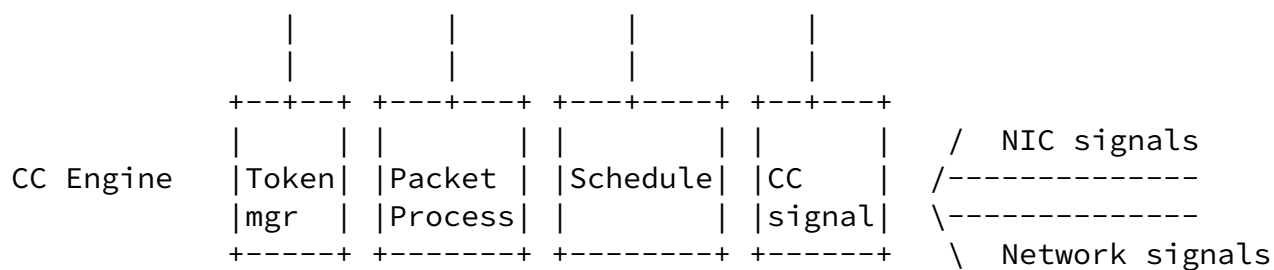 |         |          |          |
                |         |          |          |
             +--+--+ +---+---+ +---+----+ +--+---+
             |     | |       | |        | |      |   /  NIC signals
CC Engine    |Token| |Packet | |Schedule| |CC    |  /--------------
             |mgr  | |Process| |        | |signal|  \--------------
             +-----+ +-------+ +--------+ +------+   \  Network signals